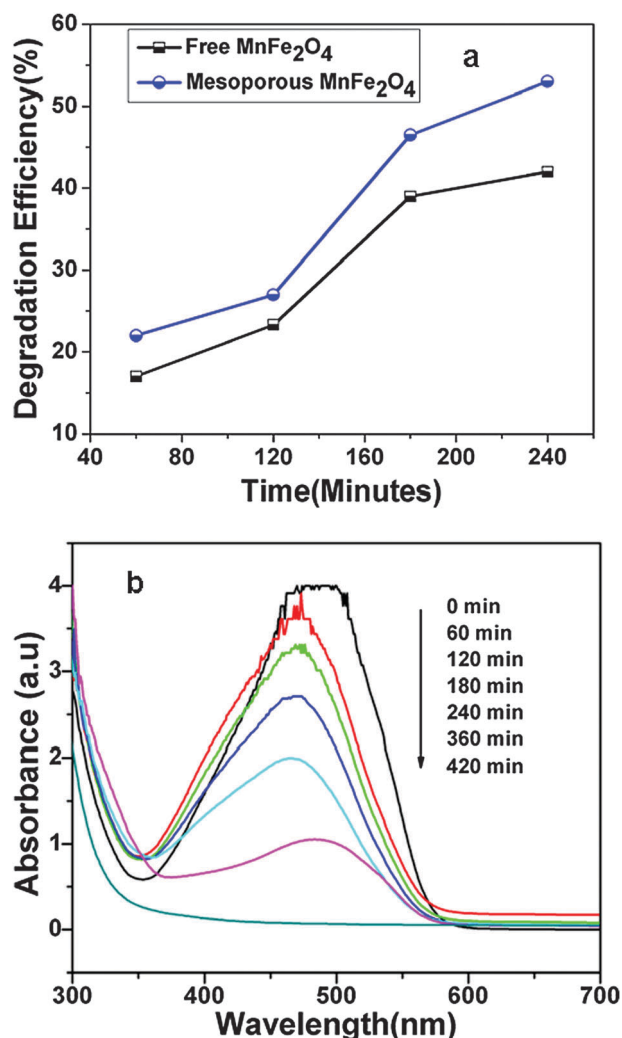 60
50
40
30
20
10
Degradation Efficiency(%)
Free MnFe₂O₄
Mesoporous MnFe₂O₄
a
40 80 120 160 200 240
Time(Minutes)
b
4
3
2
1
0
Absorbance (a.u)
0 min
60 min
120 min
180 min
240 min
360 min
420 min
300 400 500 600 700
Wavelength(nm)